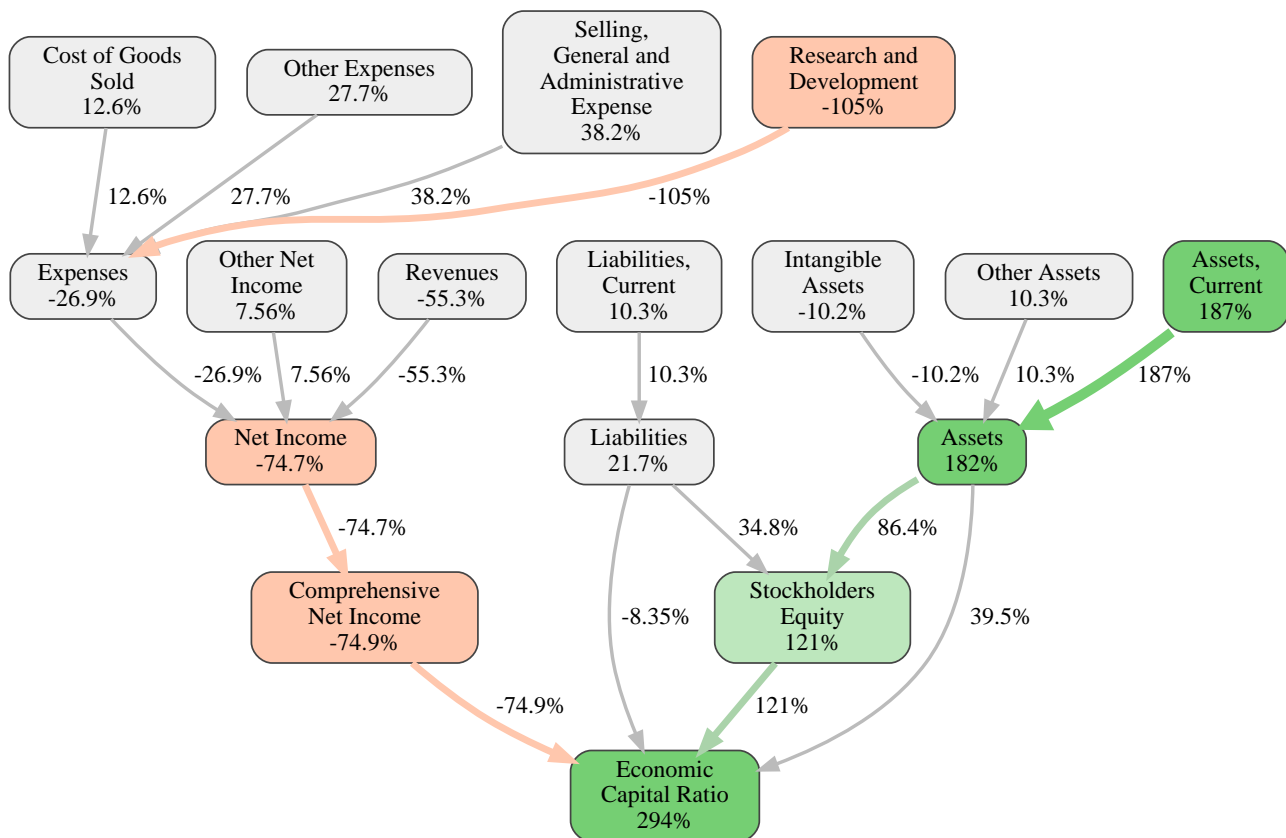 Cost of Goods
Sold
12.6%
Other Expenses
27.7%
Selling,
General and
Administrative
Expense
38.2%
Research and
Development
-105%
12.6%
27.7%
38.2%
-105%
Expenses
-26.9%
Other Net
Income
7.56%
Revenues
-55.3%
Liabilities,
Current
10.3%
Intangible
Assets
-10.2%
Other Assets
10.3%
Assets,
Current
187%
-26.9%
7.56%
-55.3%
10.3%
-10.2%
10.3%
187%
Net Income
-74.7%
Liabilities
21.7%
Assets
182%
-74.7%
34.8%
86.4%
Comprehensive
Net Income
-74.9%
-8.35%
Stockholders
Equity
121%
39.5%
-74.9%
121%
Economic
Capital Ratio
294%